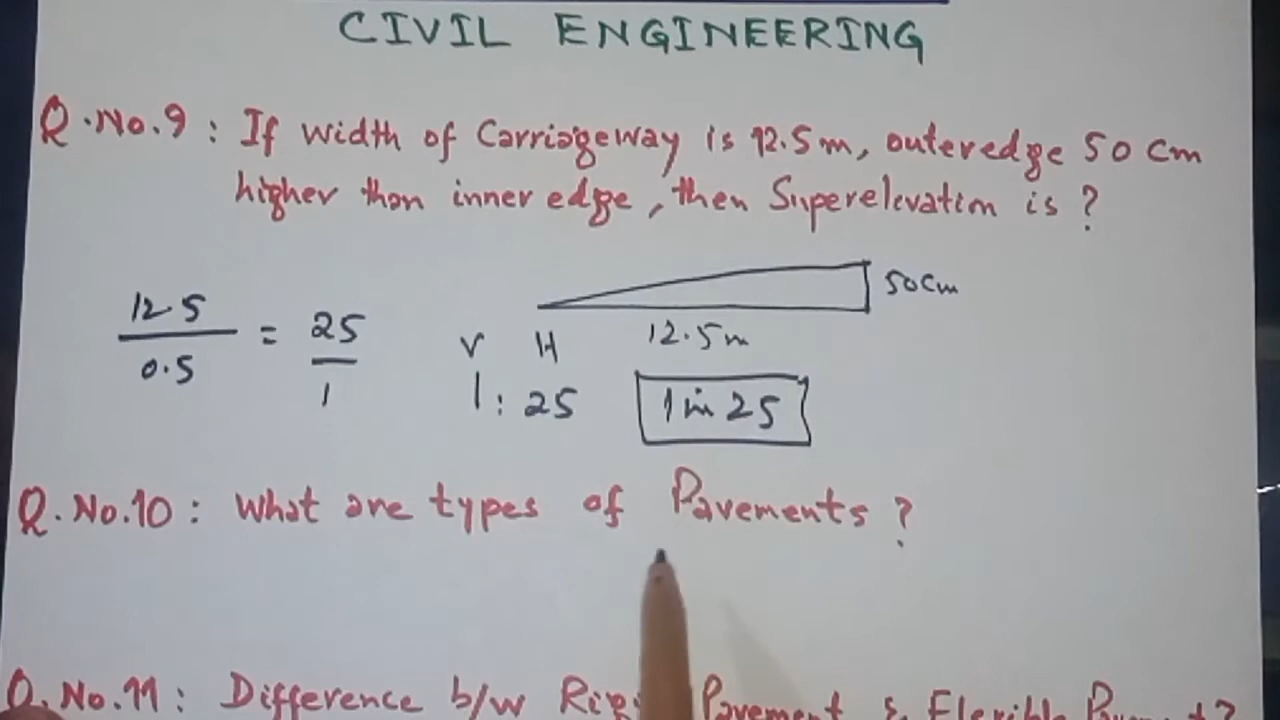 CIVIL ENGINEERING
Q.No.9: If width of Carriageway is 12.5m, outeredge 50 Cm
higher than inner edge, then Superelevation is ?
50Cm
12.5
0.5
= 25
1
V H
12.5m
1 : 25
1 in 25
Q.No.10: What are types of Pavements ?
Q.No.11: Difference b/w Pavement & Flexible